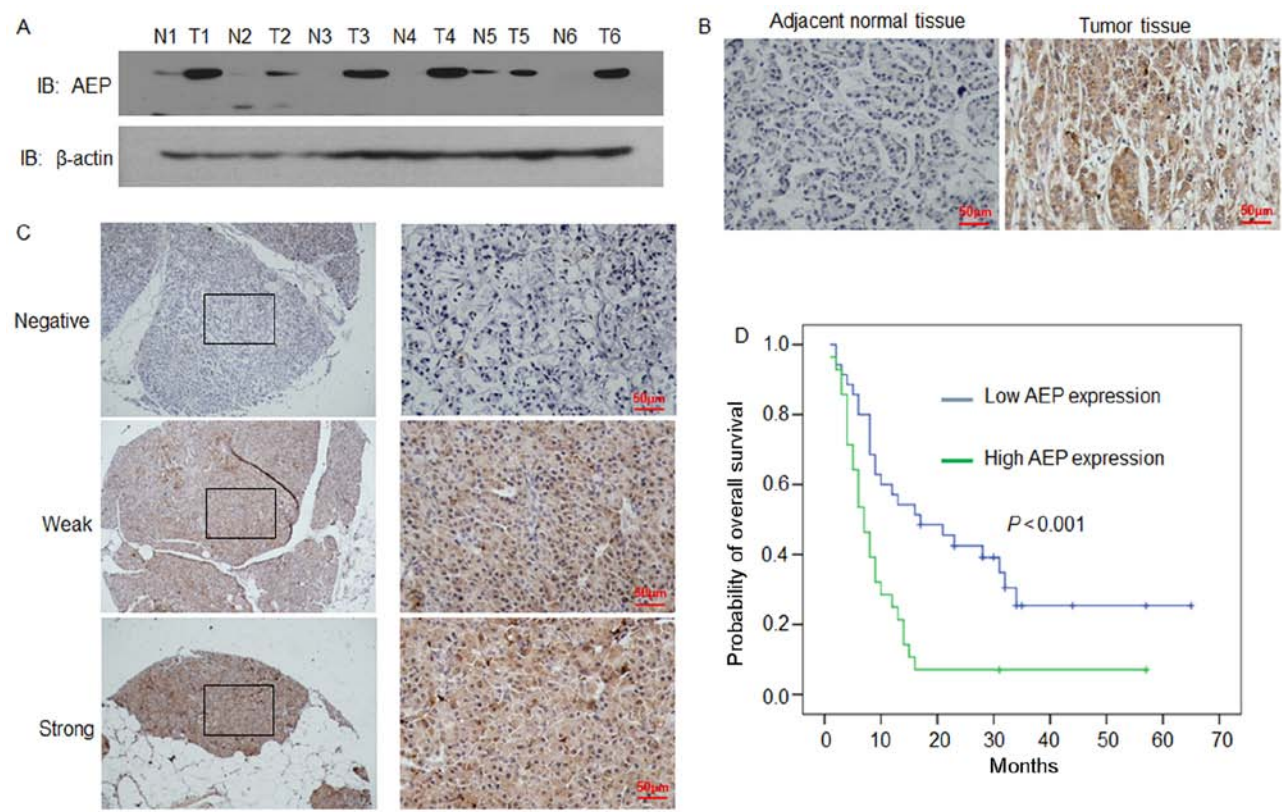 A
N1 T1 N2 T2 N3 T3 N4 T4 N5 T5 N6 T6
IB: AEP
IB: β-actin
B
Adjacent normal tissue
Tumor tissue
50μm
50μm
C
Negative
50μm
Weak
50μm
Strong
50μm
D
Probability of overall survival
1.0
0.8
0.6
0.4
0.2
0.0
Low AEP expression
High AEP expression
P<0.001
0 10 20 30 40 50 60 70
Months